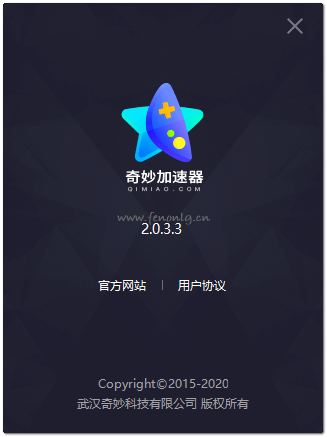 奇妙加速器
QIMIAO.COM
www.fenonlg.cn
2.0.3.3
官方网站 | 用户协议
Copyright©2015-2020
武汉奇妙科技有限公司 版权所有